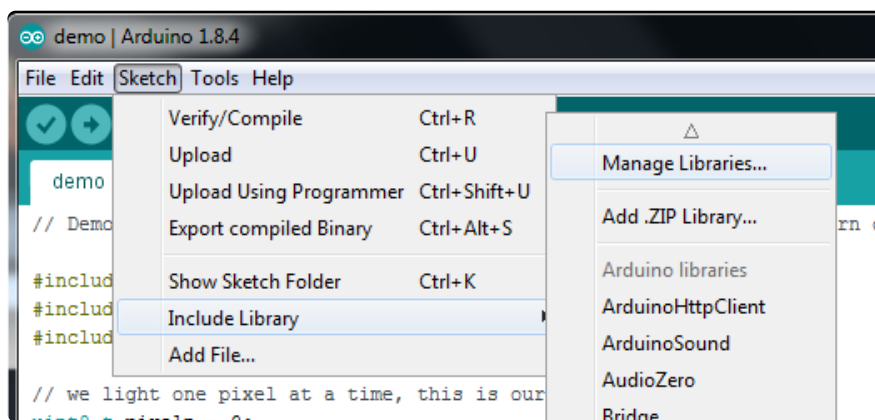 demo | Arduino 1.8.4
File Edit Sketch Tools Help
Verify/Compile Ctrl+R
Upload Ctrl+U
Upload Using Programmer Ctrl+Shift+U
Export compiled Binary Ctrl+Alt+S
Show Sketch Folder Ctrl+K
Include Library
Add File...
Manage Libraries...
Add .ZIP Library...
Arduino libraries
ArduinoHttpClient
ArduinoSound
AudioZero
Bridge
demo
// Demo
rn
#includ
#includ
#includ
// we light one pixel at a time, this is our